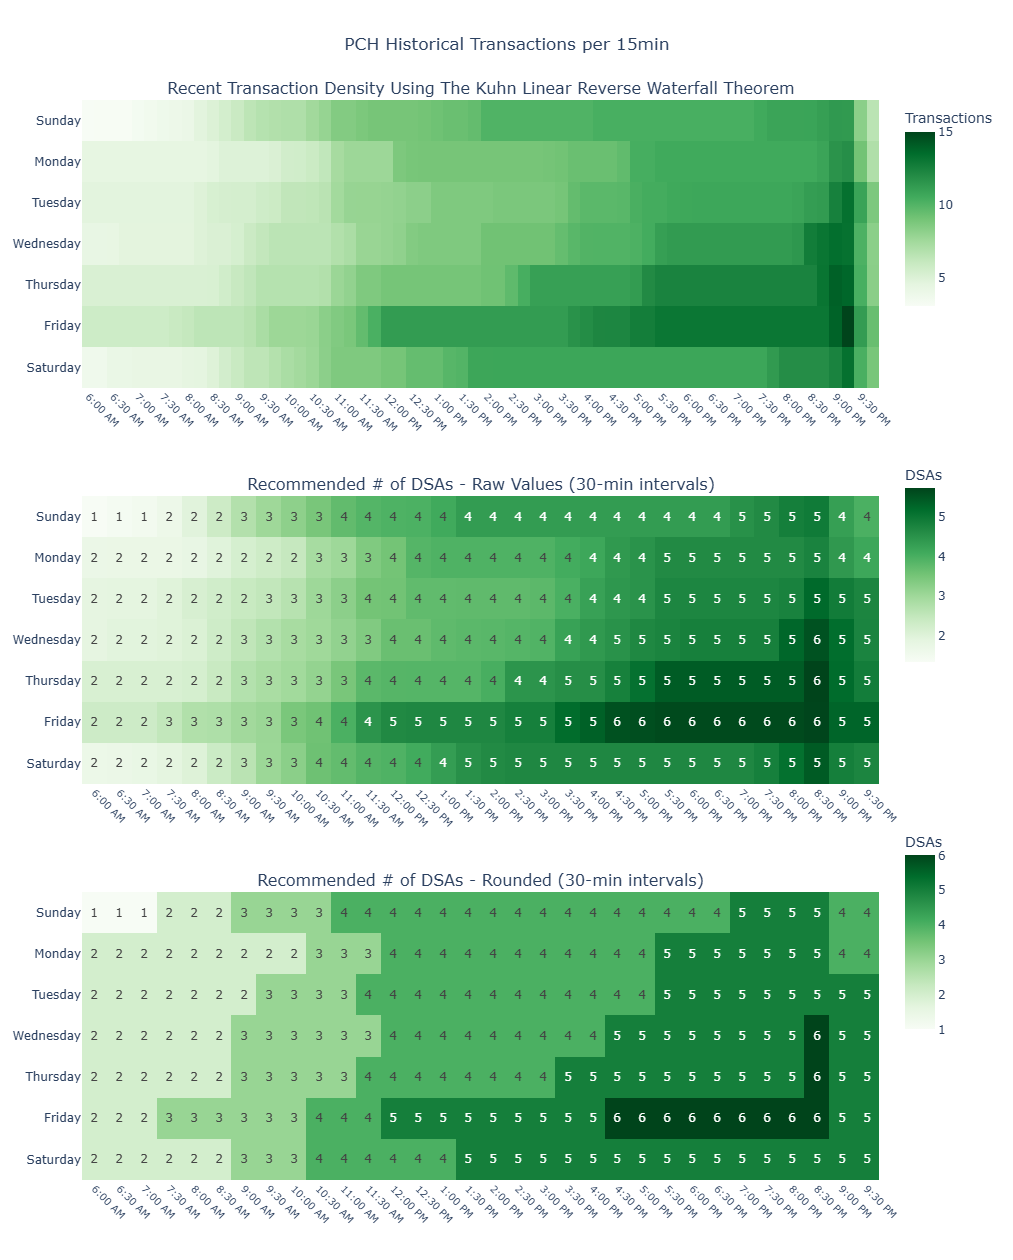 PCH Historical Transactions per 15min
Recent Transaction Density Using The Kuhn Linear Reverse Waterfall Theorem
Transactions
15
10
5
Sunday
Monday
Tuesday
Wednesday
Thursday
Friday
Saturday
6:00 AM 6:30 AM 7:00 AM 7:30 AM 8:00 AM 8:30 AM 9:00 AM 9:30 AM 10:00 AM 10:30 AM 11:00 AM 11:30 AM 12:00 PM 12:30 PM 1:00 PM 1:30 PM 2:00 PM 2:30 PM 3:00 PM 3:30 PM 4:00 PM 4:30 PM 5:00 PM 5:30 PM 6:00 PM 6:30 PM 7:00 PM 7:30 PM 8:00 PM 8:30 PM 9:00 PM 9:30 PM
Recommended # of DSAs - Raw Values (30-min intervals)
DSAs
5
4
3
2
Sunday 1 1 1 2 2 2 3 3 3 3 4 4 4 4 4 4 4 4 4 4 4 4 4 4 4 4 5 5 5 5 4 4
Monday 2 2 2 2 2 2 2 2 2 3 3 3 4 4 4 4 4 4 4 4 4 4 4 5 5 5 5 5 5 5 4 4
Tuesday 2 2 2 2 2 2 2 3 3 3 3 4 4 4 4 4 4 4 4 4 4 4 4 5 5 5 5 5 5 5 5 5
Wednesday 2 2 2 2 2 2 3 3 3 3 3 3 4 4 4 4 4 4 4 4 4 5 5 5 5 5 5 5 5 6 5 5
Thursday 2 2 2 2 2 2 3 3 3 3 3 4 4 4 4 4 4 4 4 5 5 5 5 5 5 5 5 5 5 6 5 5
Friday 2 2 2 3 3 3 3 3 3 4 4 4 5 5 5 5 5 5 5 5 5 6 6 6 6 6 6 6 6 6 5 5
Saturday 2 2 2 2 2 2 3 3 3 4 4 4 4 4 4 5 5 5 5 5 5 5 5 5 5 5 5 5 5 5 5 5
6:00 AM 6:30 AM 7:00 AM 7:30 AM 8:00 AM 8:30 AM 9:00 AM 9:30 AM 10:00 AM 10:30 AM 11:00 AM 11:30 AM 12:00 PM 12:30 PM 1:00 PM 1:30 PM 2:00 PM 2:30 PM 3:00 PM 3:30 PM 4:00 PM 4:30 PM 5:00 PM 5:30 PM 6:00 PM 6:30 PM 7:00 PM 7:30 PM 8:00 PM 8:30 PM 9:00 PM 9:30 PM
Recommended # of DSAs - Rounded (30-min intervals)
DSAs
6
5
4
3
2
1
Sunday 1 1 1 2 2 2 3 3 3 3 4 4 4 4 4 4 4 4 4 4 4 4 4 4 4 4 5 5 5 5 4 4
Monday 2 2 2 2 2 2 2 2 2 3 3 3 4 4 4 4 4 4 4 4 4 4 4 5 5 5 5 5 5 5 4 4
Tuesday 2 2 2 2 2 2 2 3 3 3 3 4 4 4 4 4 4 4 4 4 4 4 4 5 5 5 5 5 5 5 5 5
Wednesday 2 2 2 2 2 2 3 3 3 3 3 3 4 4 4 4 4 4 4 4 4 5 5 5 5 5 5 5 5 6 5 5
Thursday 2 2 2 2 2 2 3 3 3 3 3 4 4 4 4 4 4 4 4 5 5 5 5 5 5 5 5 5 5 6 5 5
Friday 2 2 2 3 3 3 3 3 3 4 4 4 5 5 5 5 5 5 5 5 5 6 6 6 6 6 6 6 6 6 5 5
Saturday 2 2 2 2 2 2 3 3 3 4 4 4 4 4 4 5 5 5 5 5 5 5 5 5 5 5 5 5 5 5 5 5
6:00 AM 6:30 AM 7:00 AM 7:30 AM 8:00 AM 8:30 AM 9:00 AM 9:30 AM 10:00 AM 10:30 AM 11:00 AM 11:30 AM 12:00 PM 12:30 PM 1:00 PM 1:30 PM 2:00 PM 2:30 PM 3:00 PM 3:30 PM 4:00 PM 4:30 PM 5:00 PM 5:30 PM 6:00 PM 6:30 PM 7:00 PM 7:30 PM 8:00 PM 8:30 PM 9:00 PM 9:30 PM